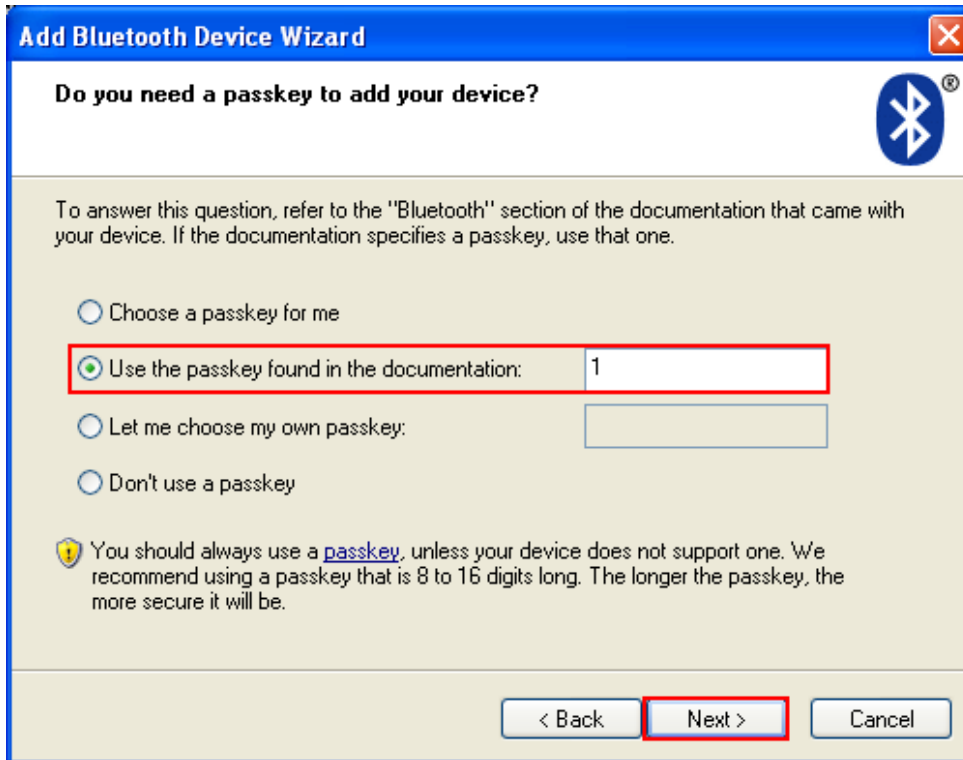 Add Bluetooth Device Wizard
Do you need a passkey to add your device?
®
To answer this question, refer to the "Bluetooth" section of the documentation that came with
your device. If the documentation specifies a passkey, use that one.
Choose a passkey for me
Use the passkey found in the documentation: 1
Let me choose my own passkey:
Don't use a passkey
You should always use a passkey, unless your device does not support one. We
recommend using a passkey that is 8 to 16 digits long. The longer the passkey, the
more secure it will be.
< Back Next > Cancel